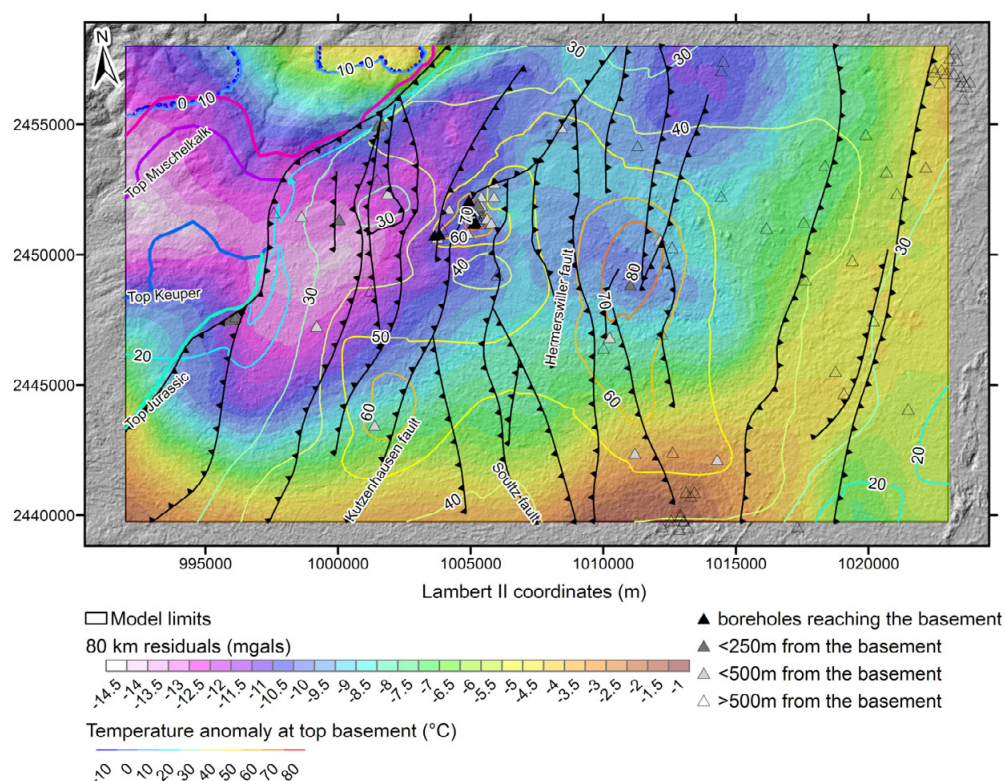 N
30
10
0
0
10
40
2455000
Top Muschelkalk
30
70
60
2450000
40
80
30
Top Keuper
30
70
Hermerswiller fault
50
20
2445000
60
60
Top Jurassic
Kutzenhausen fault
Soultz fault
20
20
40
2440000
995000 1000000 1005000 1010000 1015000 1020000
Lambert II coordinates (m)
Model limits
80 km residuals (mgals)
-14.5 -14 -13.5 -13 -12.5 -12 -11.5 -11 -10.5 -10 -9.5 -9 -8.5 -8 -7.5 -7 -6.5 -6 -5.5 -5 -4.5 -4 -3.5 -3 -2.5 -2 -1.5 -1
Temperature anomaly at top basement (°C)
-10 0 10 20 30 40 50 60 70 80
boreholes reaching the basement
<250m from the basement
<500m from the basement
>500m from the basement